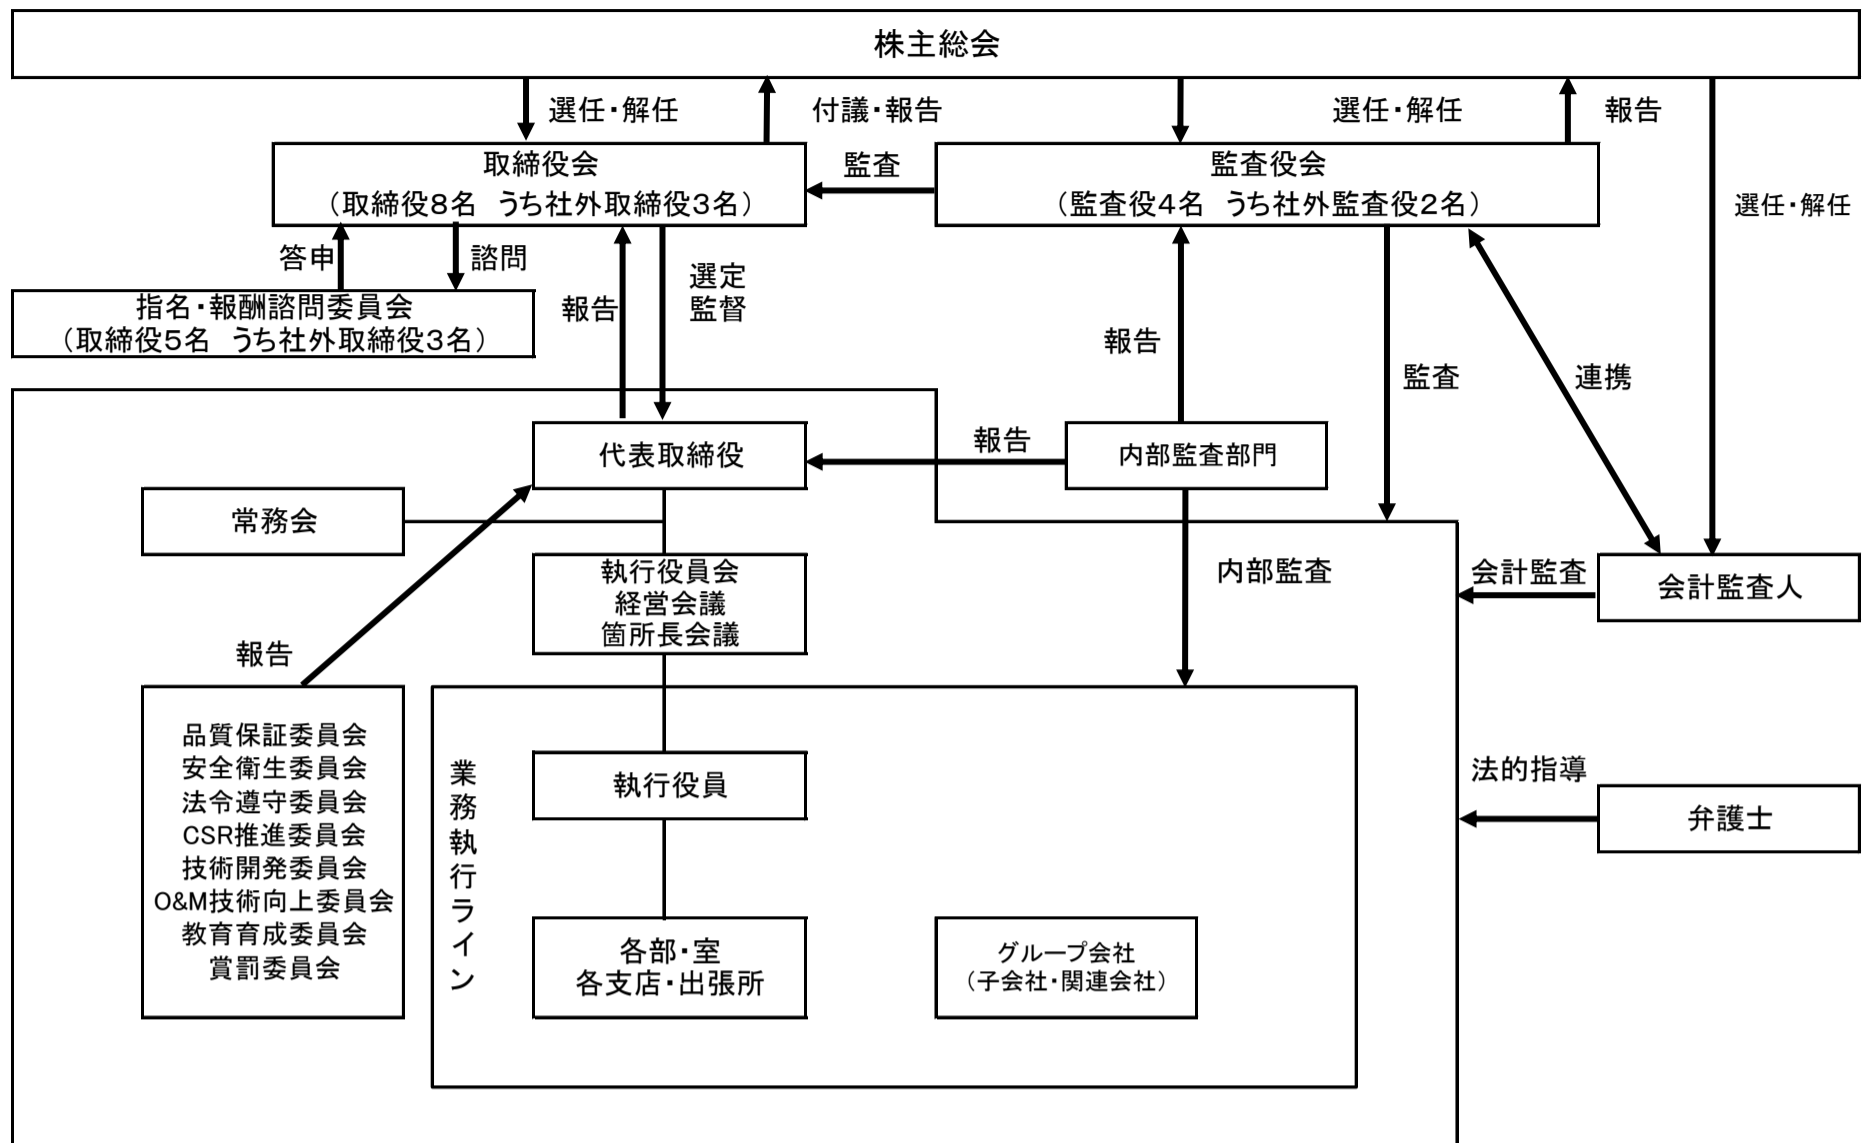 株主総会
選任・解任
付議・報告
選任・解任
報告
取締役会
（取締役８名　うち社外取締役３名）
監査
監査役会
（監査役４名　うち社外監査役２名）
選任・解任
答申
諮問
指名・報酬諮問委員会
（取締役５名　うち社外取締役３名）
報告
選定
監督
報告
監査
連携
代表取締役
報告
内部監査部門
常務会
執行役員会
経営会議
箇所長会議
内部監査
会計監査
会計監査人
報告
品質保証委員会
安全衛生委員会
法令遵守委員会
CSR推進委員会
技術開発委員会
O&M技術向上委員会
教育育成委員会
賞罰委員会
業務執行ライン
執行役員
法的指導
弁護士
各部・室
各支店・出張所
グループ会社
（子会社・関連会社）